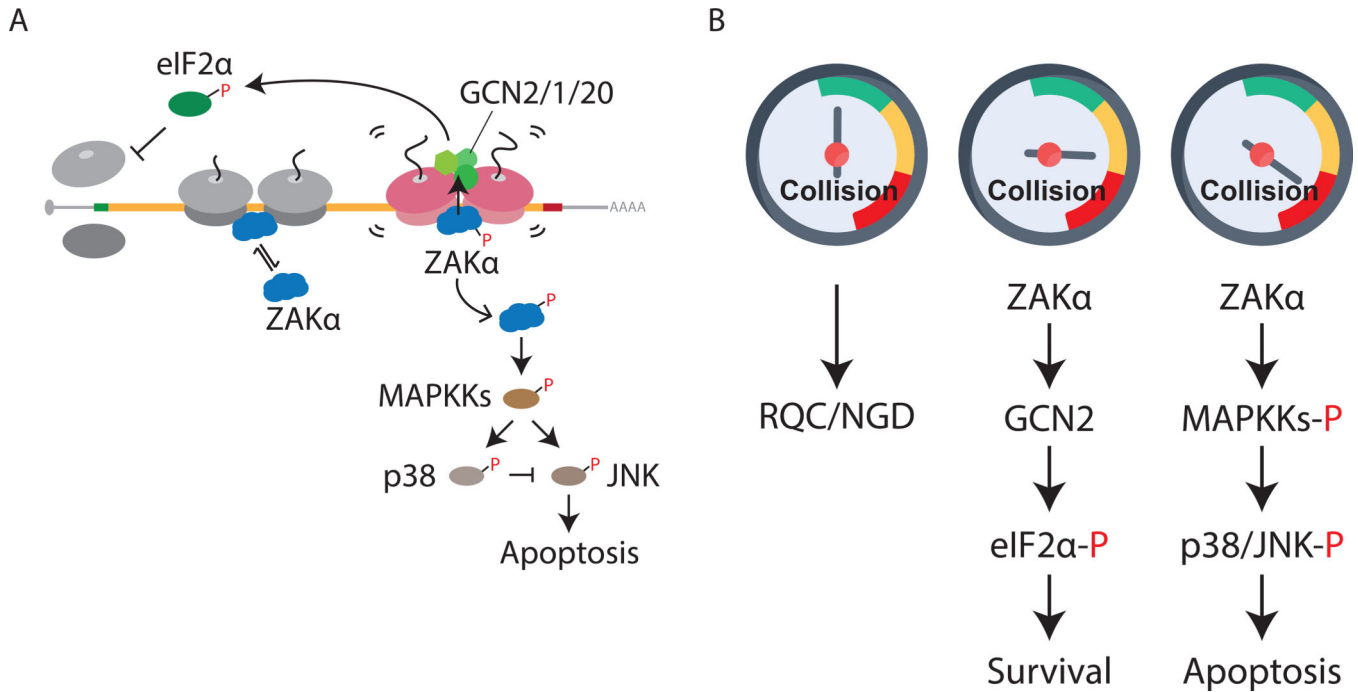 A
eIF2α
P
GCN2/1/20
AAAA
P
ZAKα
ZAKα
P
MAPKKs
P
p38
P
P
JNK
Apoptosis
B
Collision
Collision
Collision
ZAKα
ZAKα
RQC/NGD
GCN2
MAPKKs-P
eIF2α-P
p38/JNK-P
Survival
Apoptosis